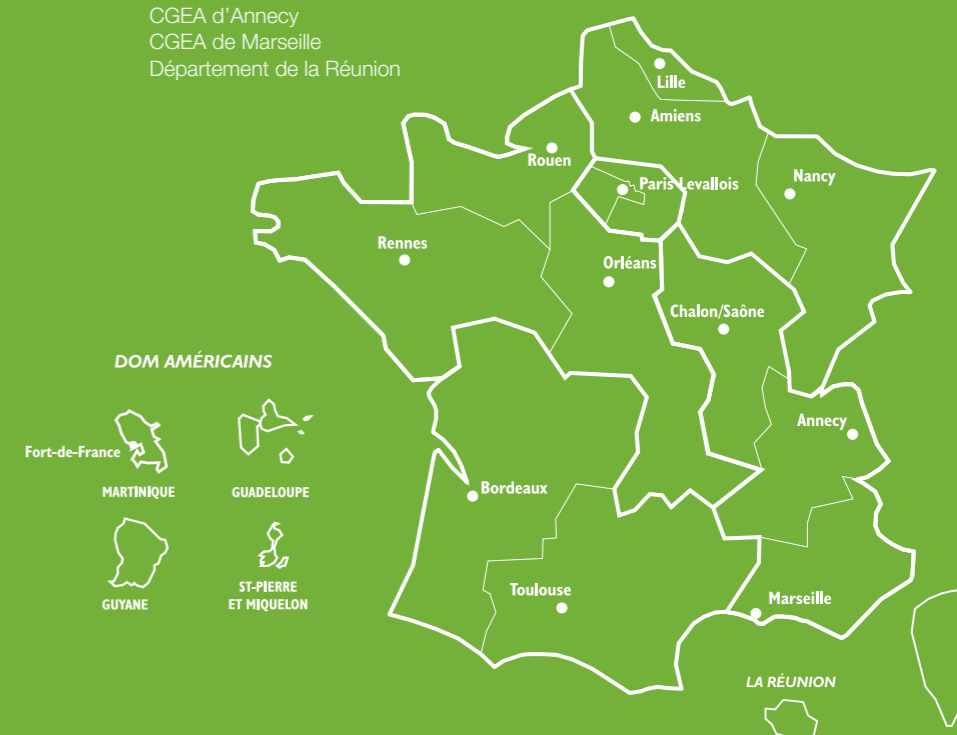 CGEA d’Annecy
CGEA de Marseille
Département de la Réunion
Lille
Amiens
Rouen
Paris Levallois
Nancy
Rennes
Orléans
Chalon/Saône
DOM AMÉRICAINS
Annecy
Fort-de-France
MARTINIQUE
GUADELOUPE
Bordeaux
GUYANE
ST-PIERRE
ET MIQUELON
Toulouse
Marseille
LA RÉUNION